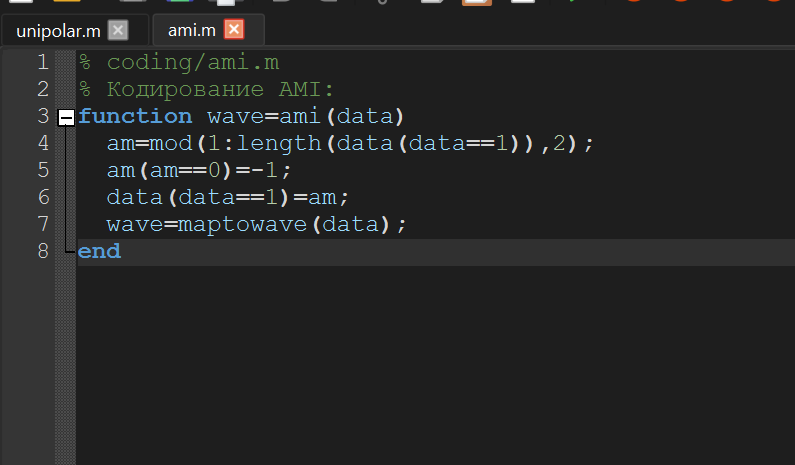 unipolar.m ami.m
1 % coding/ami.m
2 % Кодирование AMI:
3 function wave=ami(data)
4 am=mod(1:length(data(data==1)),2);
5 am(am==0)=-1;
6 data(data==1)=am;
7 wave=maptowave(data);
8 end